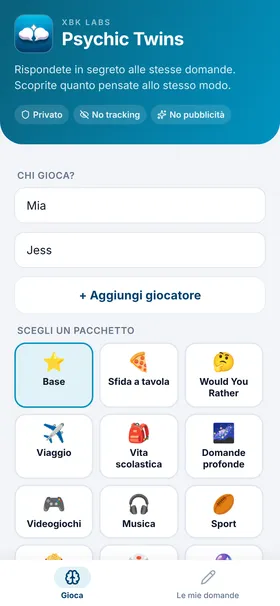 XBK LABS
Psychic Twins
Rispondete in segreto alle stesse domande.
Scoprite quanto pensate allo stesso modo.
Privato
No tracking
No pubblicità
CHI GIOCA?
Mia
Jess
+ Aggiungi giocatore
SCEGLI UN PACCHETTO
Base
Sfida a tavola
Would You
Rather
Viaggio
Vita
scolastica
Domande
profonde
Videogiochi
Musica
Sport
Gioca
Le mie domande